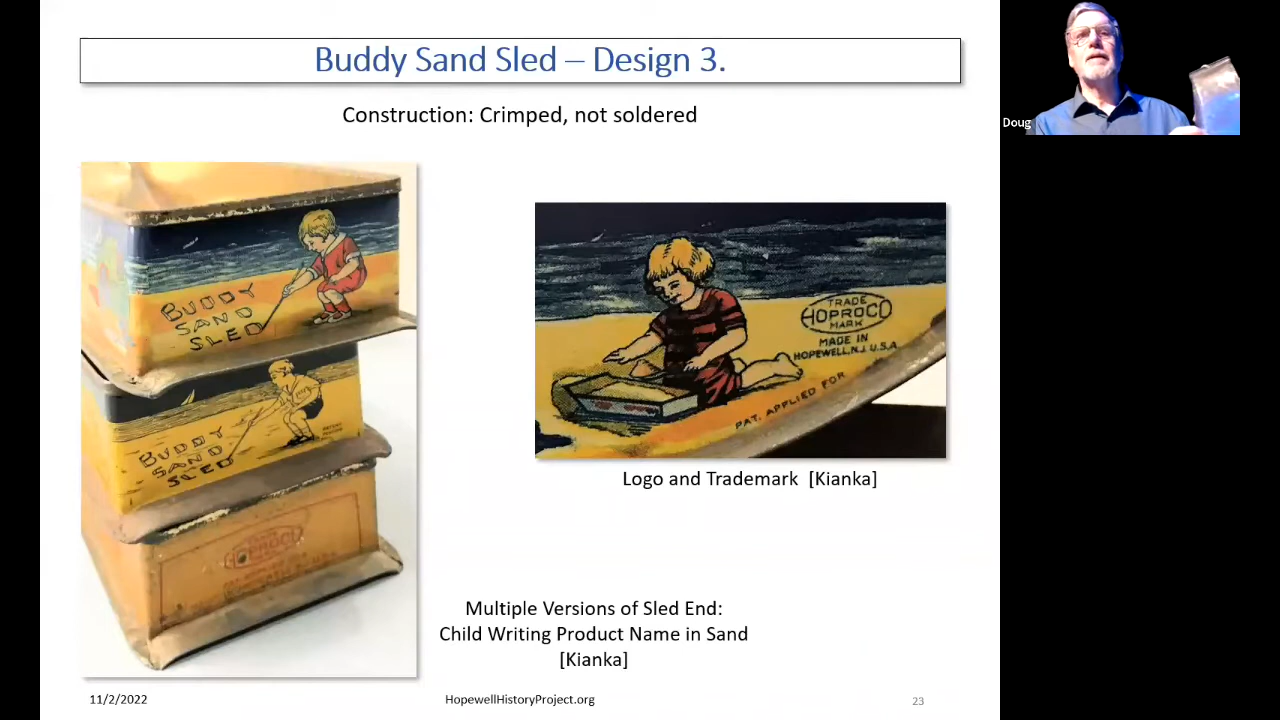 Buddy Sand Sled – Design 3.
Construction: Crimped, not soldered
Doug
BUDDY
SAND
SLED
BUDDY
SAND
SLED
TRADE
HOPROCO
TRADE
HOPROCO
MARK
MADE IN
HOPEWELL, N.J. U.S.A.
PAT. APPLIED FOR
Logo and Trademark [Kianka]
Multiple Versions of Sled End:
Child Writing Product Name in Sand
[Kianka]
11/2/2022
HopewellHistoryProject.org
23